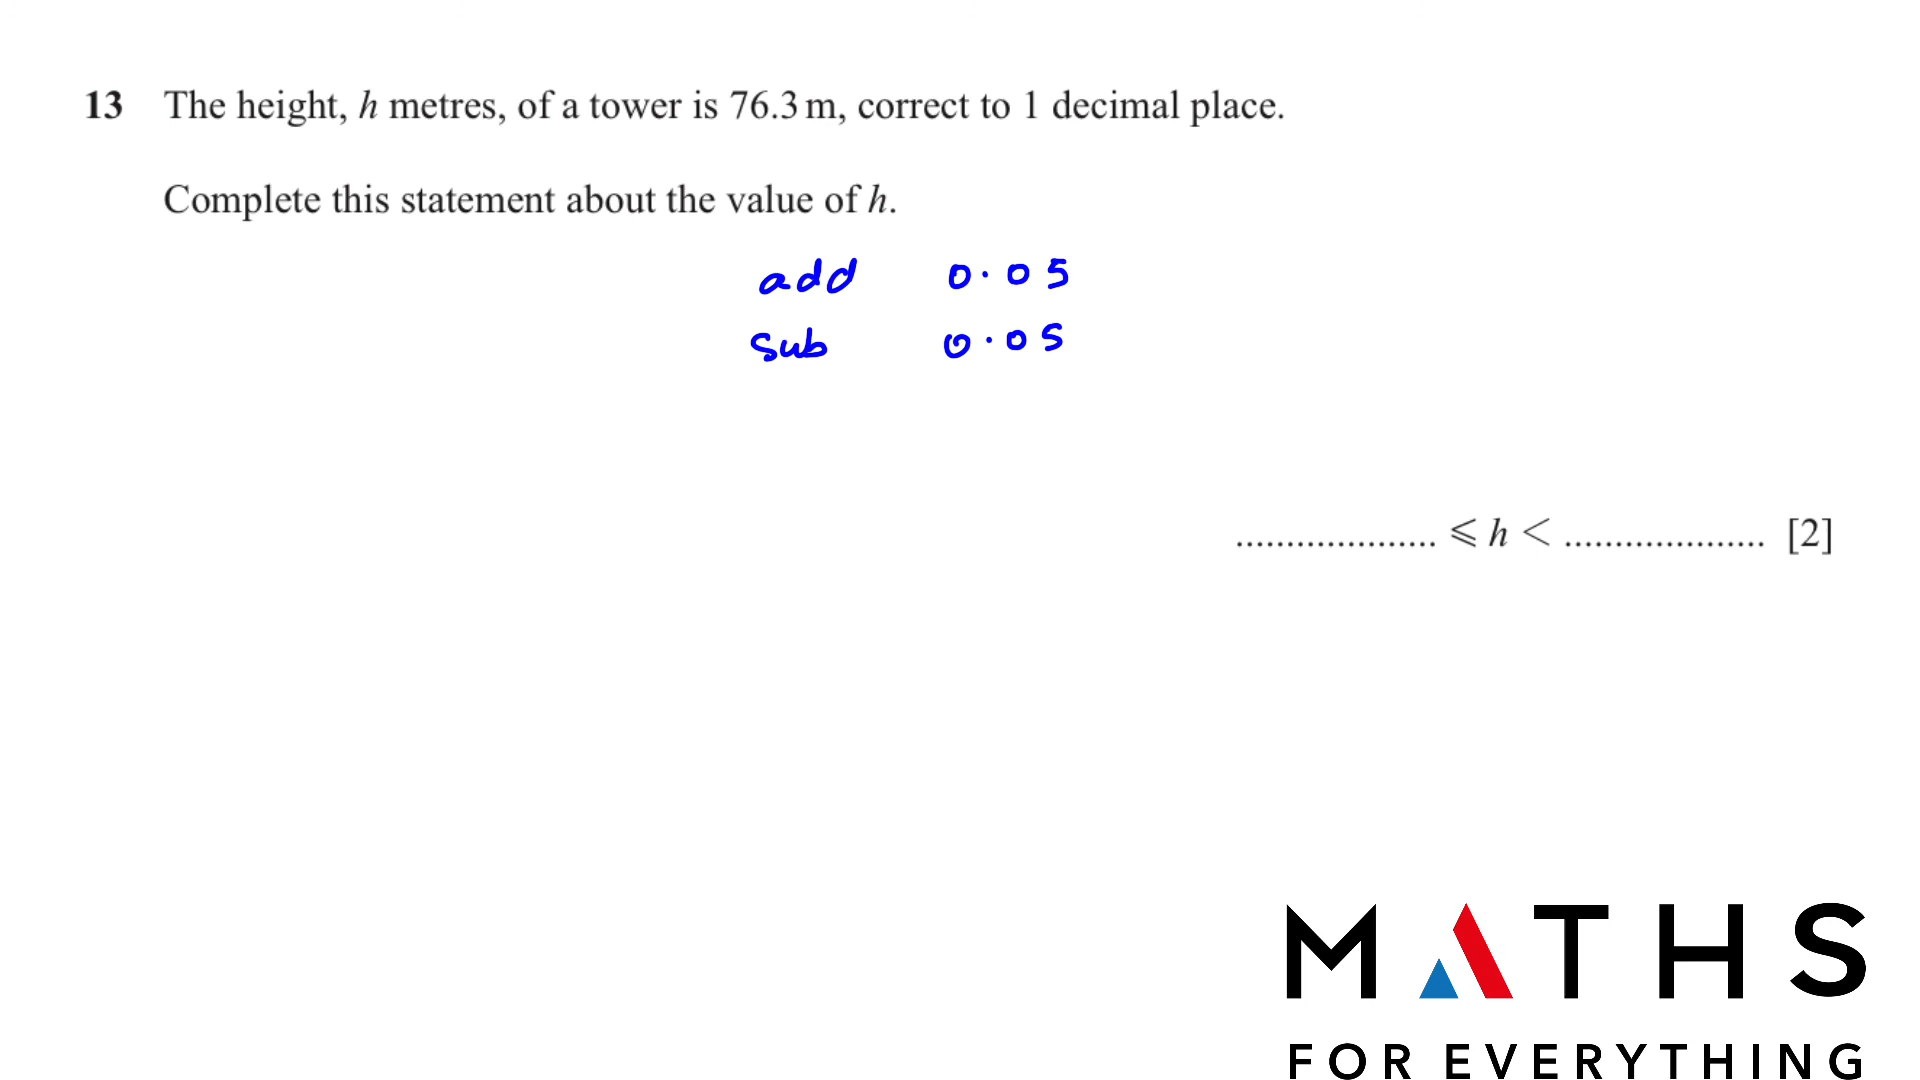 13 The height, h metres, of a tower is 76.3 m, correct to 1 decimal place.
Complete this statement about the value of h.
add 0.05
sub 0.05
.................... ⩽ h < .................... [2]
MATHS
FOR EVERYTHING